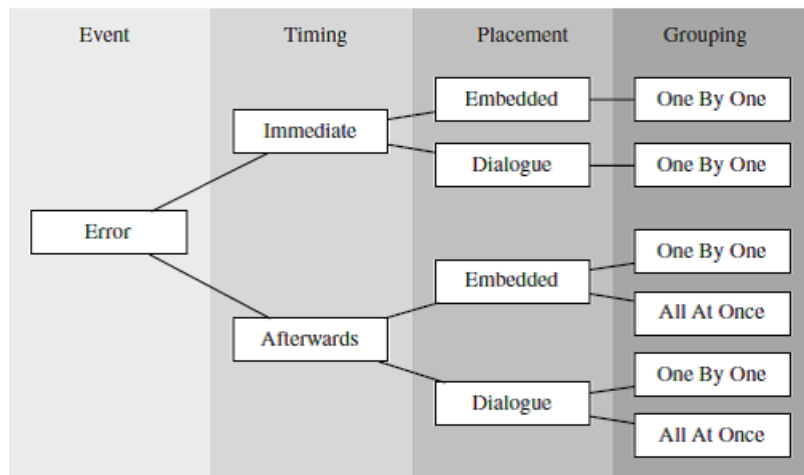 Event Timing Placement Grouping
Embedded One By One
Immediate
Dialogue One By One
Error
One By One
Embedded
All At Once
Afterwards
One By One
Dialogue
All At Once